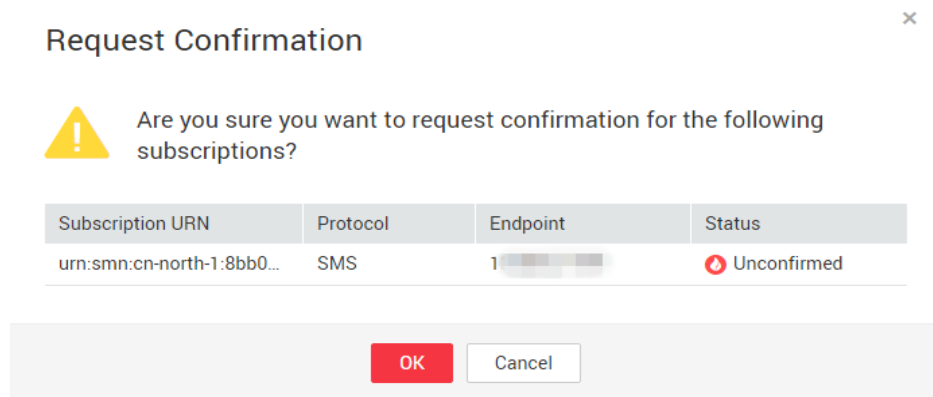 ×
Request Confirmation
Are you sure you want to request confirmation for the following
subscriptions?
Subscription URN Protocol Endpoint Status
urn:smn:cn-north-1:8bb0... SMS 1 Unconfirmed
OK Cancel